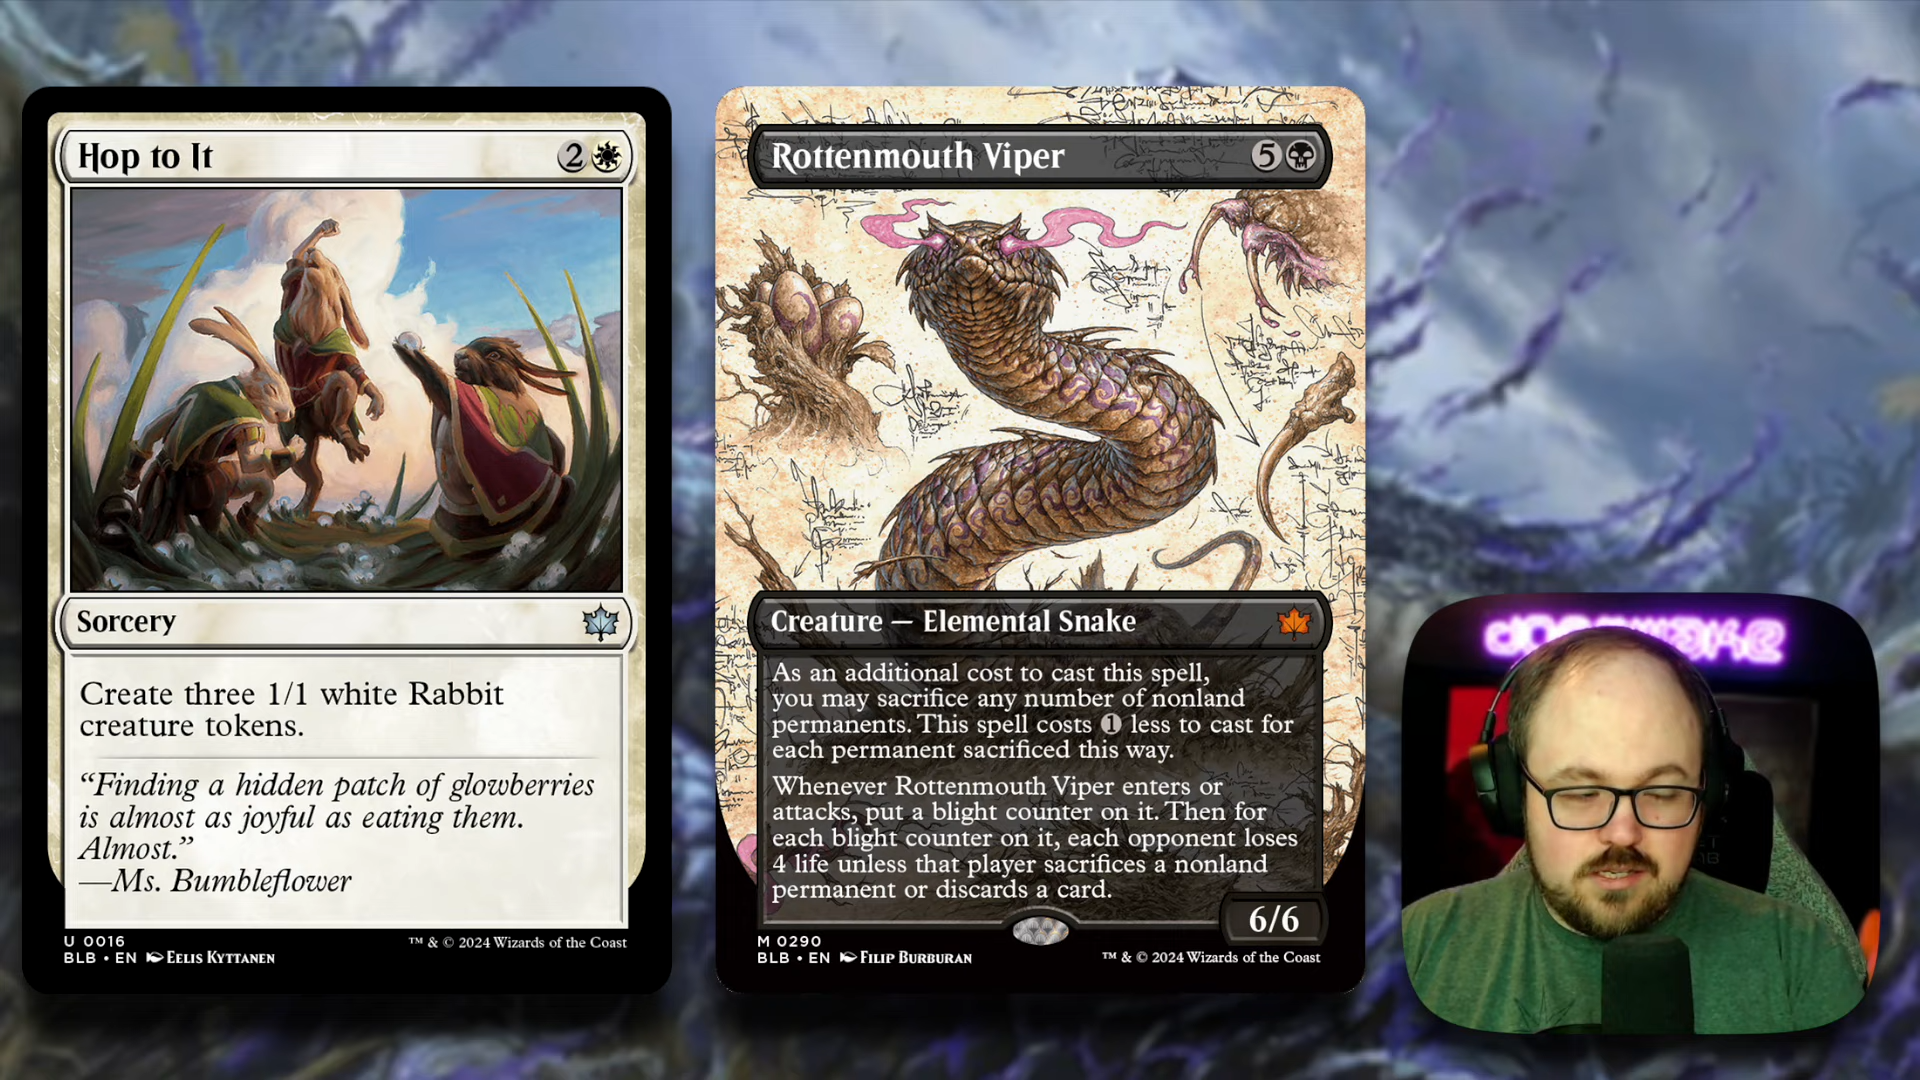 Hop to It
2
Sorcery
Create three 1/1 white Rabbit
creature tokens.
“Finding a hidden patch of glowberries
is almost as joyful as eating them.
Almost.”
—Ms. Bumbleflower
U 0016
BLB • EN EELIS KYTTANEN
™ & © 2024 Wizards of the Coast
Rottenmouth Viper
5
Creature — Elemental Snake
As an additional cost to cast this spell,
you may sacrifice any number of nonland
permanents. This spell costs 1 less to cast for
each permanent sacrificed this way.
Whenever Rottenmouth Viper enters or
attacks, put a blight counter on it. Then for
each blight counter on it, each opponent loses
4 life unless that player sacrifices a nonland
permanent or discards a card.
6/6
M 0290
BLB • EN FILIP BURBURAN
™ & © 2024 Wizards of the Coast